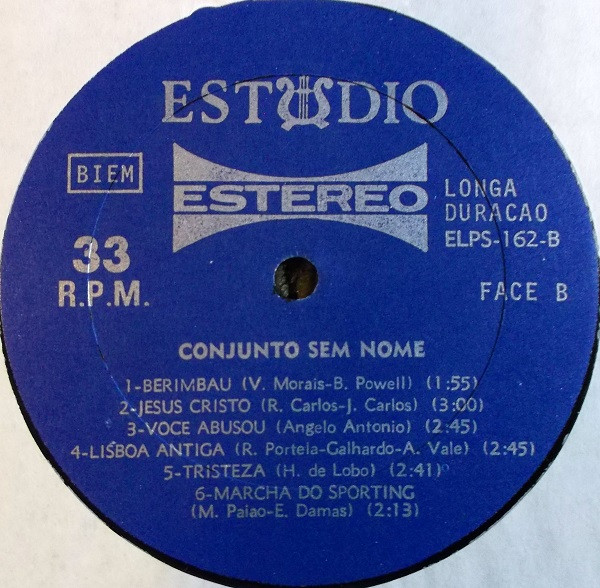 ESTUDIO
BIEM
ESTEREO
LONGA
DURACAO
ELPS-162-B
33
R.P.M.
FACE B
CONJUNTO SEM NOME
1-BERIMBAU (V. Morais-B. Powell) (1:55)
2-JESUS CRISTO (R. Carlos-J. Carlos) (3:00)
3-VOCE ABUSOU (Angelo Antonio) (2:45)
4-LISBOA ANTIGA (R. Portela-Galhardo-A. Vale) (2:45)
5-TRISTEZA (H. de Lobo) (2:41)
6-MARCHA DO SPORTING
(M. Paiao-E. Damas) (2:13)